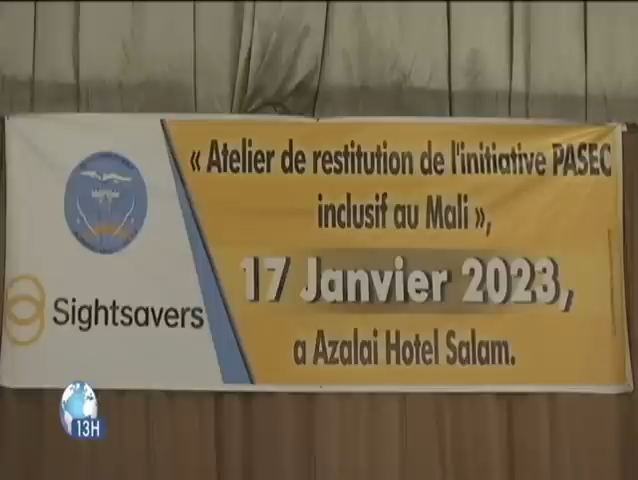 « Atelier de restitution de l'initiative PASEC
inclusif au Mali »,
17 Janvier 2023,
a Azalai Hotel Salam.
Sightsavers
13H